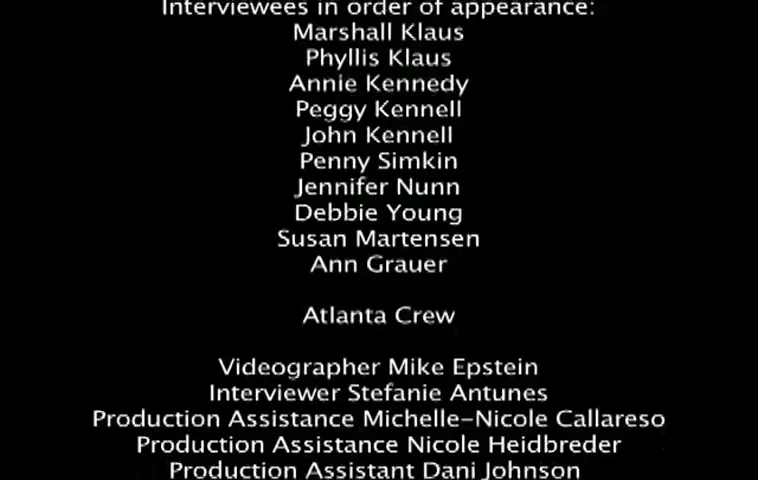 Interviewees in order of appearance:
Marshall Klaus
Phyllis Klaus
Annie Kennedy
Peggy Kennell
John Kennell
Penny Simkin
Jennifer Nunn
Debbie Young
Susan Martensen
Ann Grauer
Atlanta Crew
Videographer Mike Epstein
Interviewer Stefanie Antunes
Production Assistance Michelle-Nicole Callareso
Production Assistance Nicole Heidbreder
Production Assistant Dani Johnson